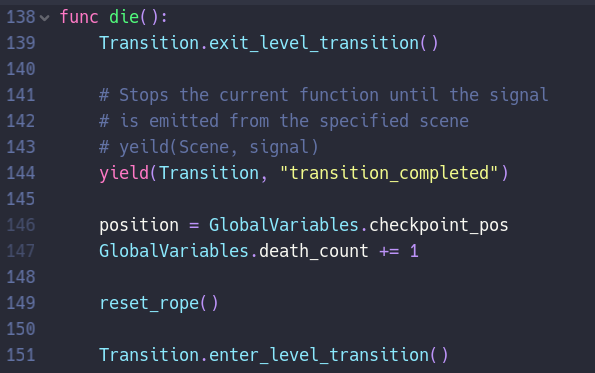 138 func die():
139 Transition.exit_level_transition()
140
141 # Stops the current function until the signal
142 # is emitted from the specified scene
143 # yeild(Scene, signal)
144 yield(Transition, "transition_completed")
145
146 position = GlobalVariables.checkpoint_pos
147 GlobalVariables.death_count += 1
148
149 reset_rope()
150
151 Transition.enter_level_transition()